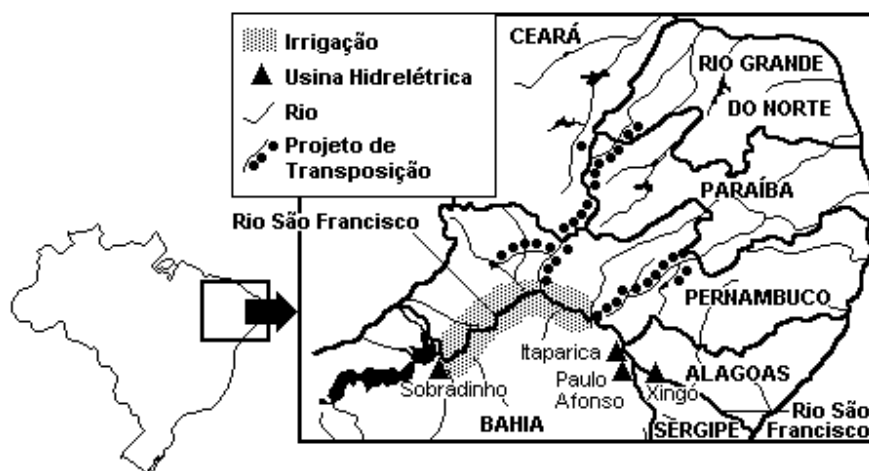 Irrigação
Usina Hidrelétrica
Rio
Projeto de
Transposição
CEARÁ
RIO GRANDE
DO NORTE
PARAÍBA
Rio São Francisco
PERNAMBUCO
Itaparica
ALAGOAS
Sobradinho
Paulo
Afonso
Xingó
BAHIA
SERGIPE
Rio São
Francisco